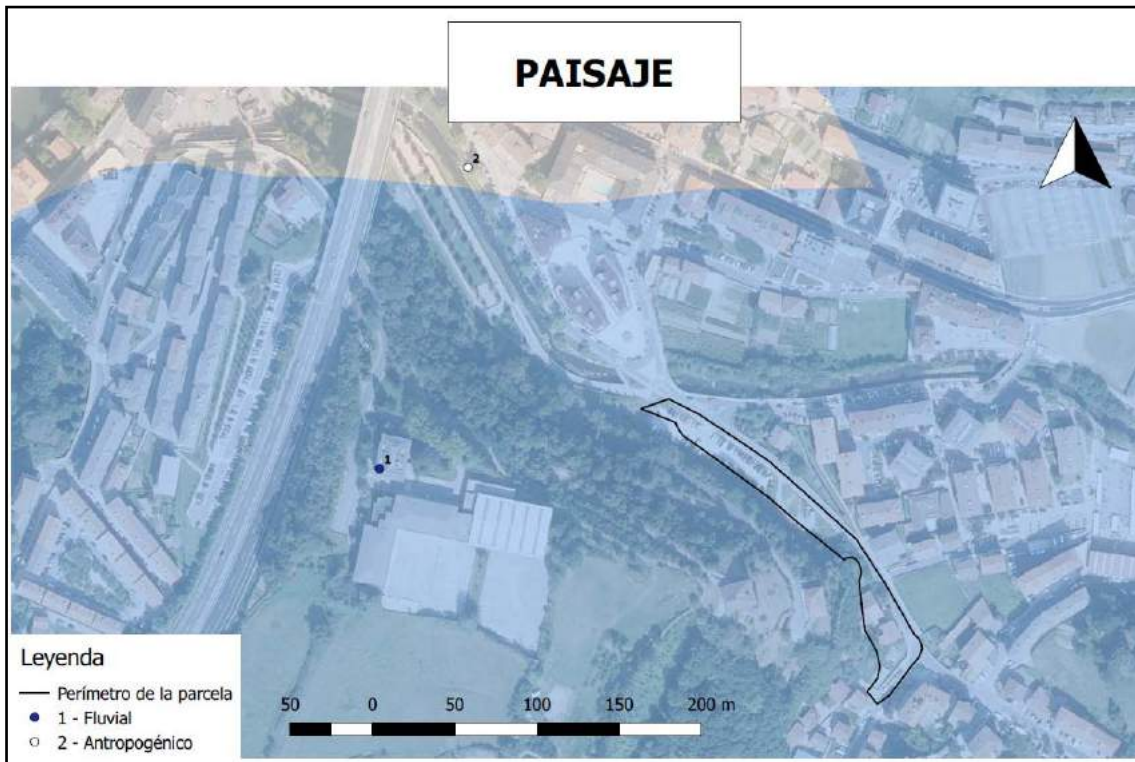 PAISAJE
2
1
Leyenda
Perímetro de la parcela
1 - Fluvial
2 - Antropogénico
50 0 50 100 150 200 m